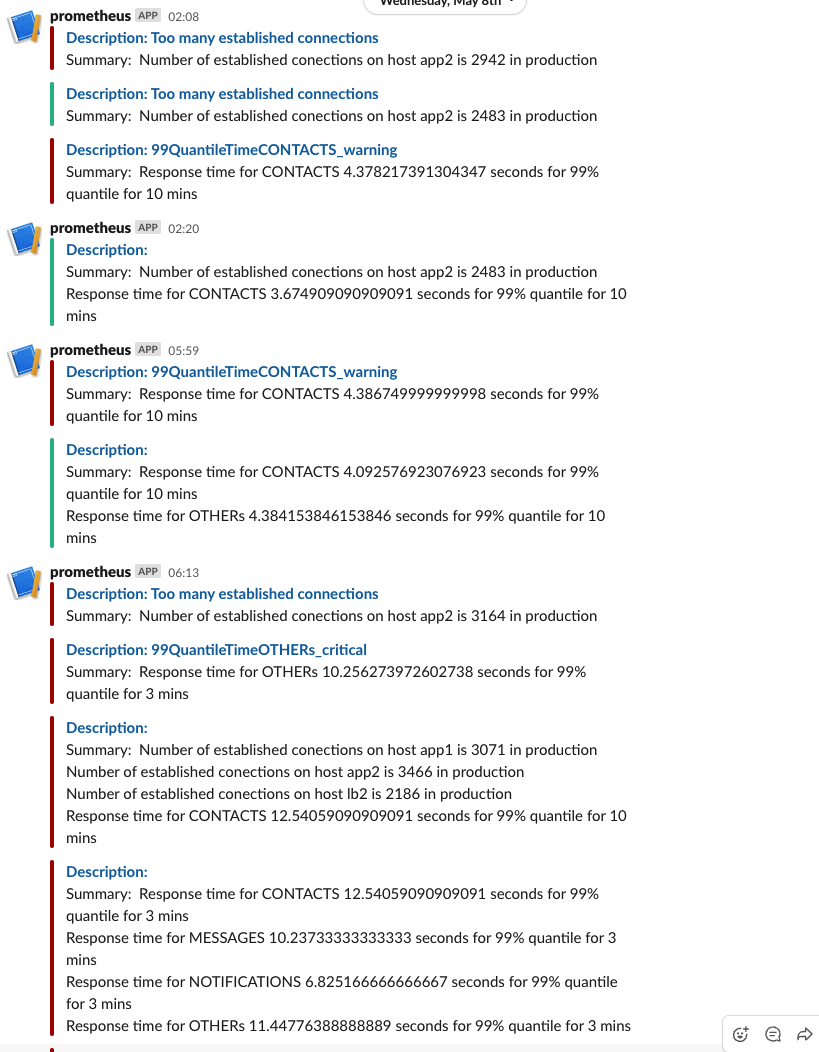 Wednesday, May 8th
prometheus APP 02:08
Description: Too many established connections
Summary: Number of established conections on host app2 is 2942 in production
Description: Too many established connections
Summary: Number of established conections on host app2 is 2483 in production
Description: 99QuantileTimeCONTACTS_warning
Summary: Response time for CONTACTS 4.378217391304347 seconds for 99%
quantile for 10 mins
prometheus APP 02:20
Description:
Summary: Number of established conections on host app2 is 2483 in production
Response time for CONTACTS 3.674909090909091 seconds for 99% quantile for 10
mins
prometheus APP 05:59
Description: 99QuantileTimeCONTACTS_warning
Summary: Response time for CONTACTS 4.386749999999998 seconds for 99%
quantile for 10 mins
Description:
Summary: Response time for CONTACTS 4.092576923076923 seconds for 99%
quantile for 10 mins
Response time for OTHERs 4.384153846153846 seconds for 99% quantile for 10
mins
prometheus APP 06:13
Description: Too many established connections
Summary: Number of established conections on host app2 is 3164 in production
Description: 99QuantileTimeOTHERs_critical
Summary: Response time for OTHERs 10.256273972602738 seconds for 99%
quantile for 3 mins
Description:
Summary: Number of established conections on host app1 is 3071 in production
Number of established conections on host app2 is 3466 in production
Number of established conections on host lb2 is 2186 in production
Response time for CONTACTS 12.54059090909091 seconds for 99% quantile for 10
mins
Description:
Summary: Response time for CONTACTS 12.54059090909091 seconds for 99%
quantile for 3 mins
Response time for MESSAGES 10.23733333333333 seconds for 99% quantile for 3
mins
Response time for NOTIFICATIONS 6.825166666666667 seconds for 99% quantile
for 3 mins
Response time for OTHERs 11.44776388888889 seconds for 99% quantile for 3 mins